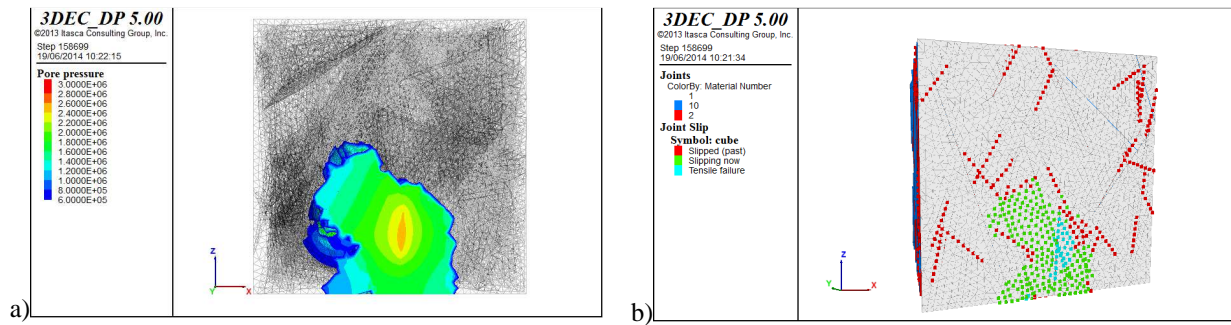 3DEC_DP 5.00
©2013 Itasca Consulting Group, Inc.
Step 158699
19/06/2014 10:22:15
Pore pressure
3.0000E+06
2.8000E+06
2.6000E+06
2.4000E+06
2.2000E+06
2.0000E+06
1.8000E+06
1.6000E+06
1.4000E+06
1.2000E+06
1.0000E+06
8.0000E+05
6.0000E+05
Z
Y X
a)
3DEC_DP 5.00
©2013 Itasca Consulting Group, Inc.
Step 158699
19/06/2014 10:21:34
Joints
ColorBy: Material Number
1
10
2
Joint Slip
Symbol: cube
Slipped (past)
Slipping now
Tensile failure
Z
Y X
b)